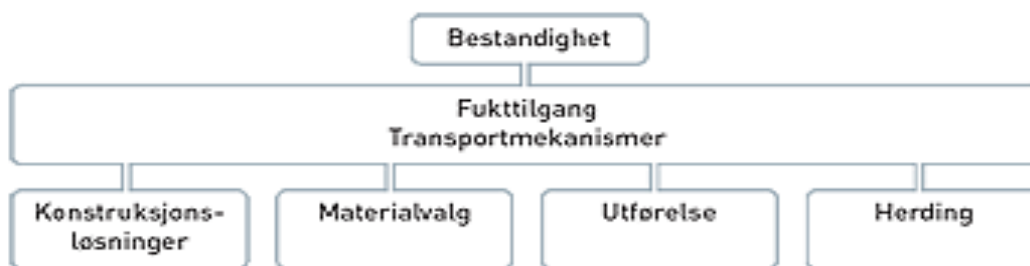 Bestandighet
Fukttilgang
Transportmekanismer
Konstruksjons-
løsninger
Materialvalg
Utførelse
Herding